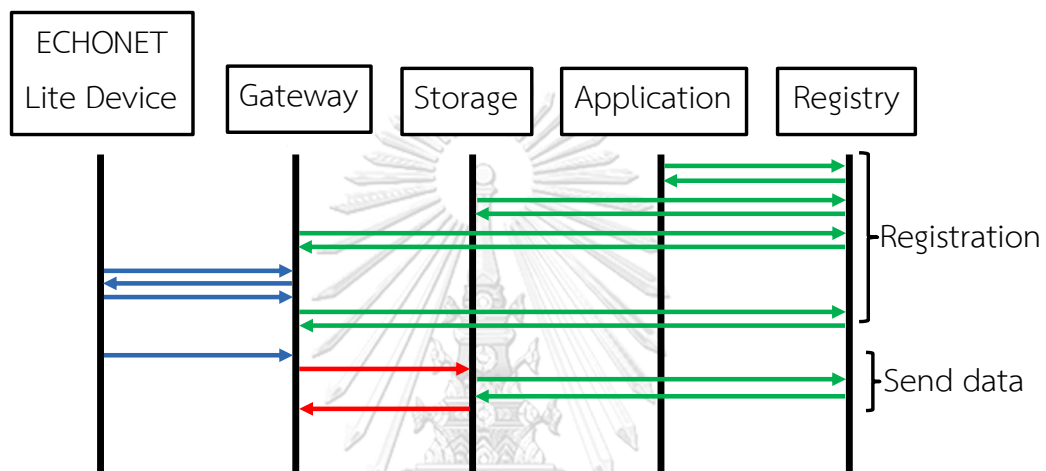 ECHONET
Lite Device
Gateway
Storage
Application
Registry
Registration
Send data